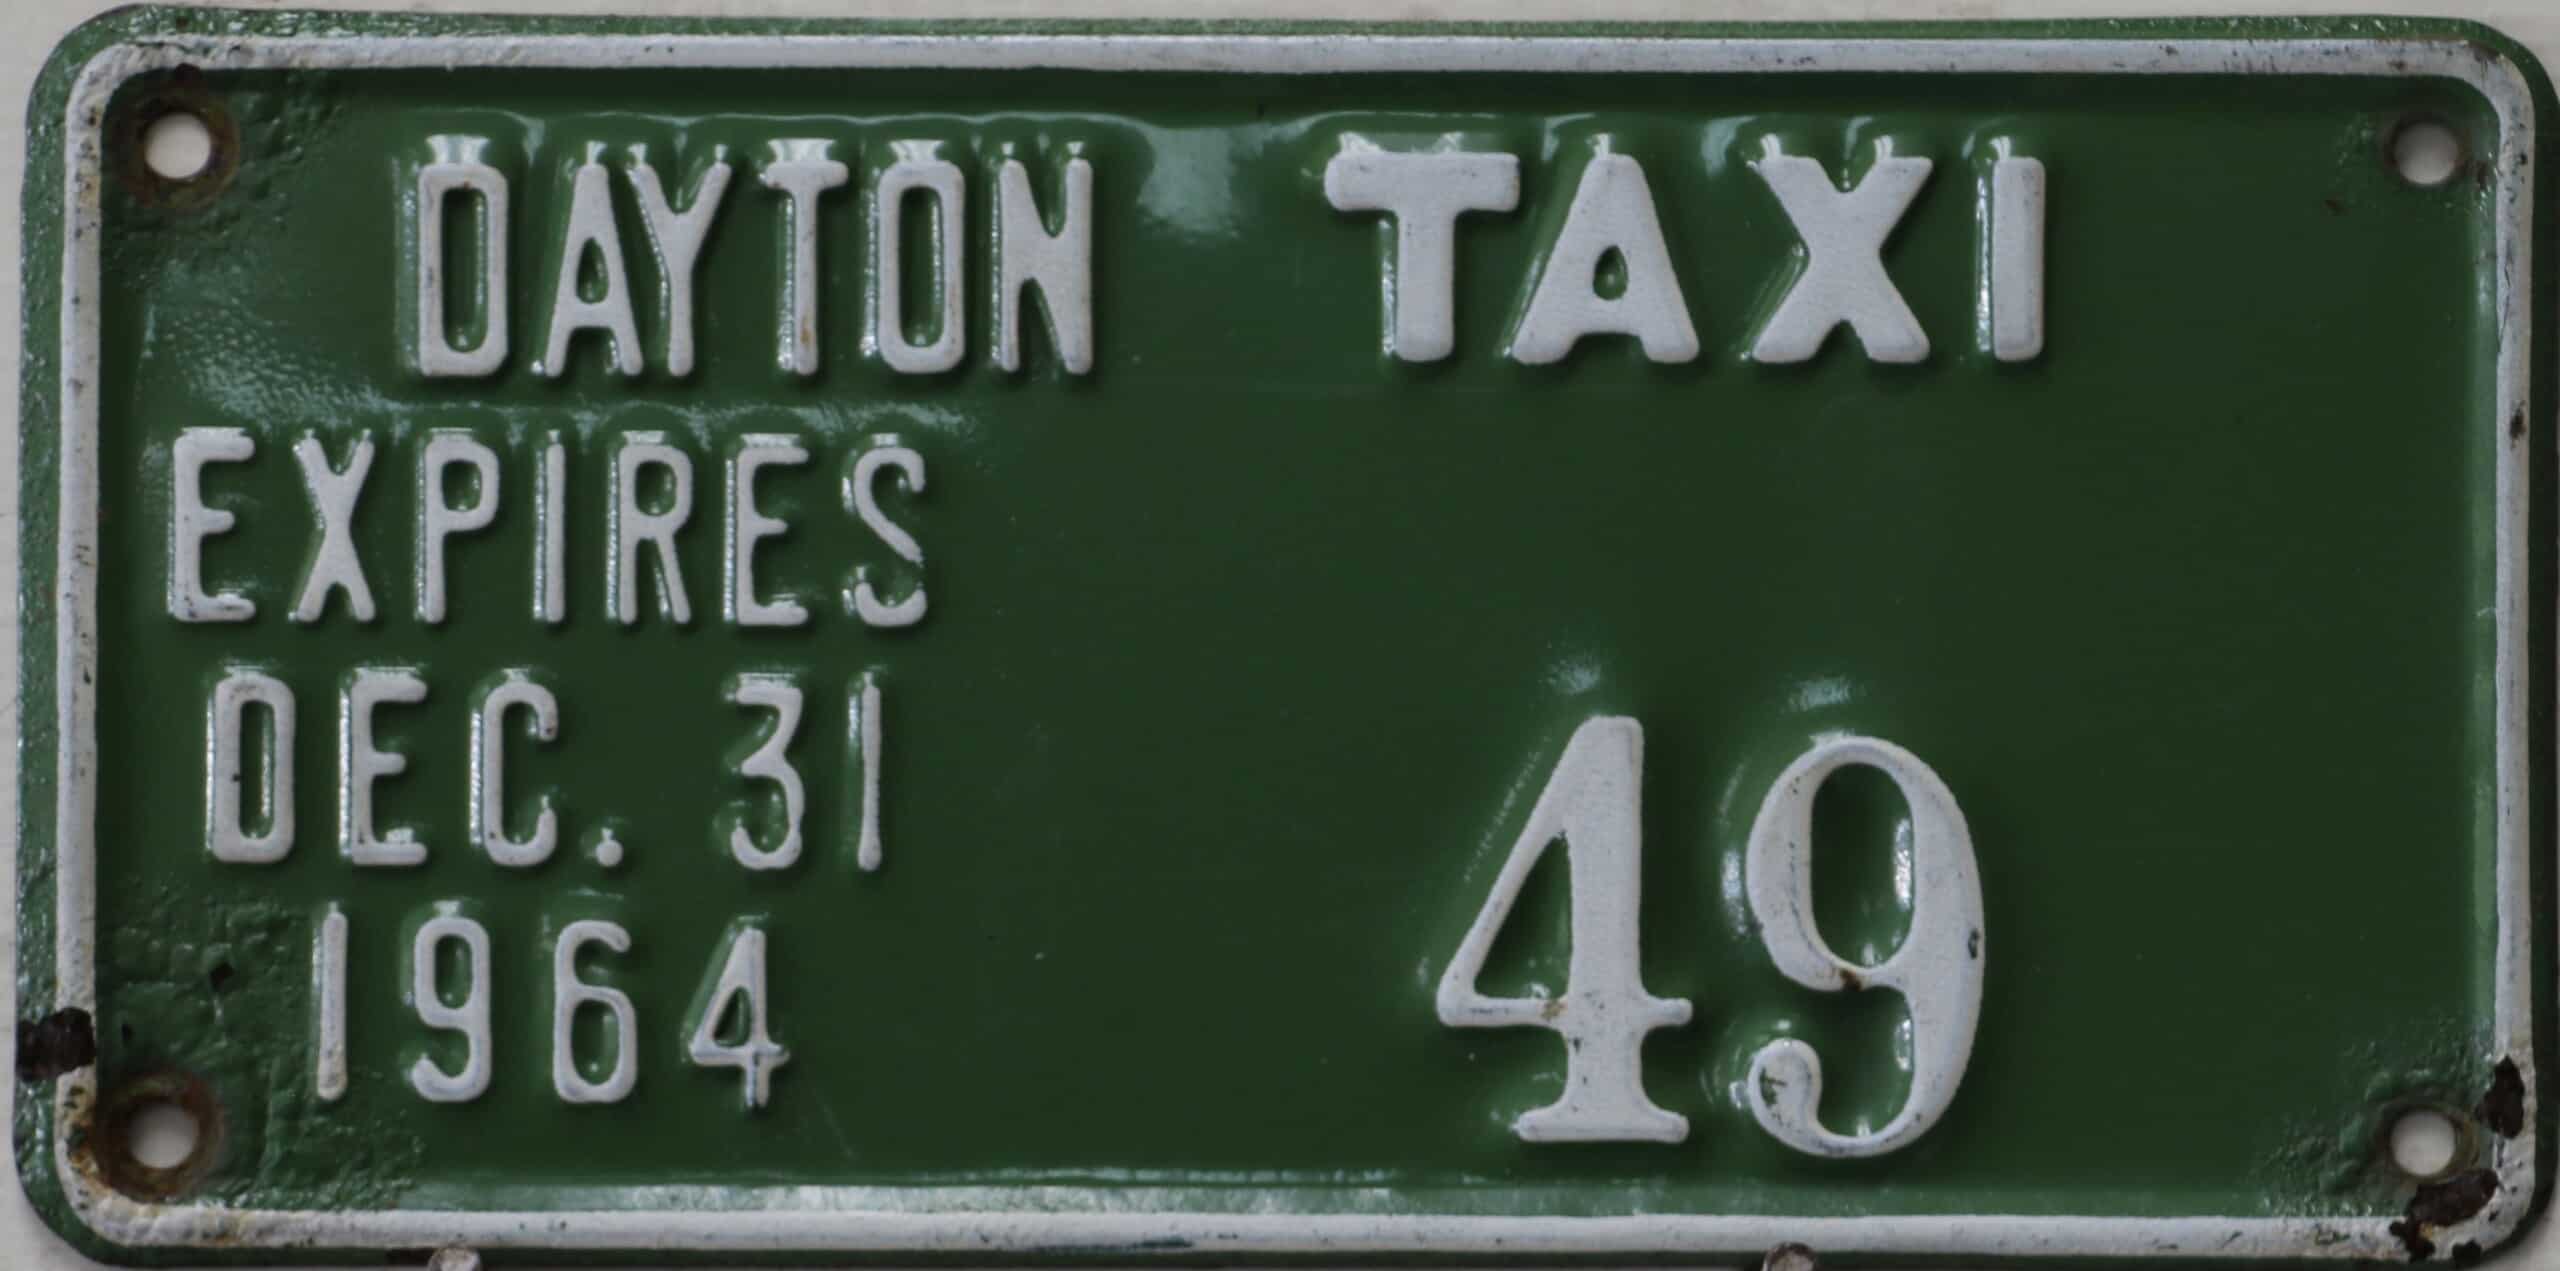 DAYTON TAXI
EXPIRES
DEC. 31
1964
49